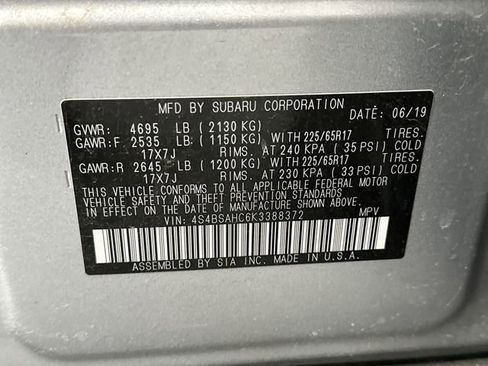 MFD BY SUBARU CORPORATION
DATE: 06/19
GVWR: 4695 LB (2130 KG)
GAWR:F 2535 LB (1150 KG) WITH 225/65R17 TIRES.
17X7J RIMS. AT 240 KPA (35 PSI) COLD
GAWR:R 2645 LB (1200 KG) WITH 225/65R17 TIRES.
17X7J RIMS. AT 230 KPA (33 PSI) COLD
THIS VEHICLE CONFORMS TO ALL APPLICABLE FEDERAL MOTOR
VEHICLE SAFETY AND THEFT PREVENTION STANDARDS IN
EFFECT ON THE DATE OF MANUFACTURE SHOWN ABOVE.
VIN: 4S4BSAHC6K3388372 MPV
ASSEMBLED BY SIA INC. MADE IN U.S.A.